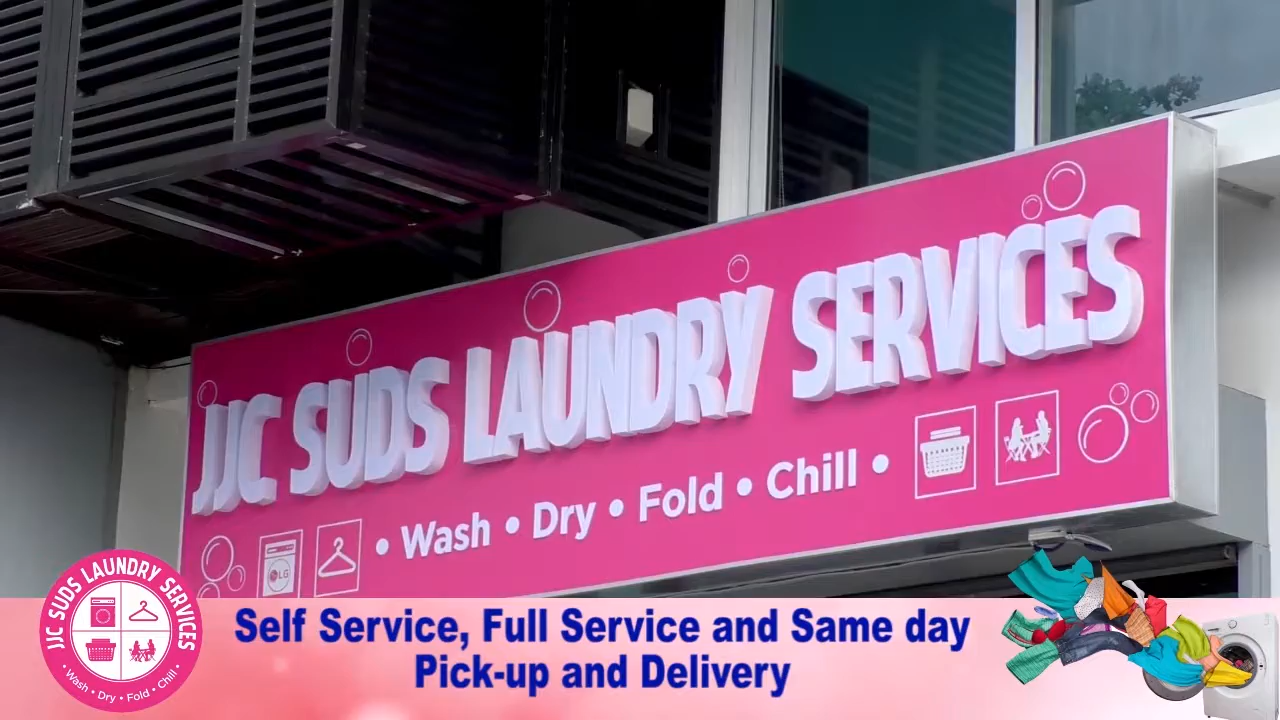 JJC SUDS LAUNDRY SERVICES
• Wash • Dry • Fold • Chill •
LG
JJC SUDS LAUNDRY SERVICES
• Wash • Dry • Fold • Chill •
Self Service, Full Service and Same day
Pick-up and Delivery